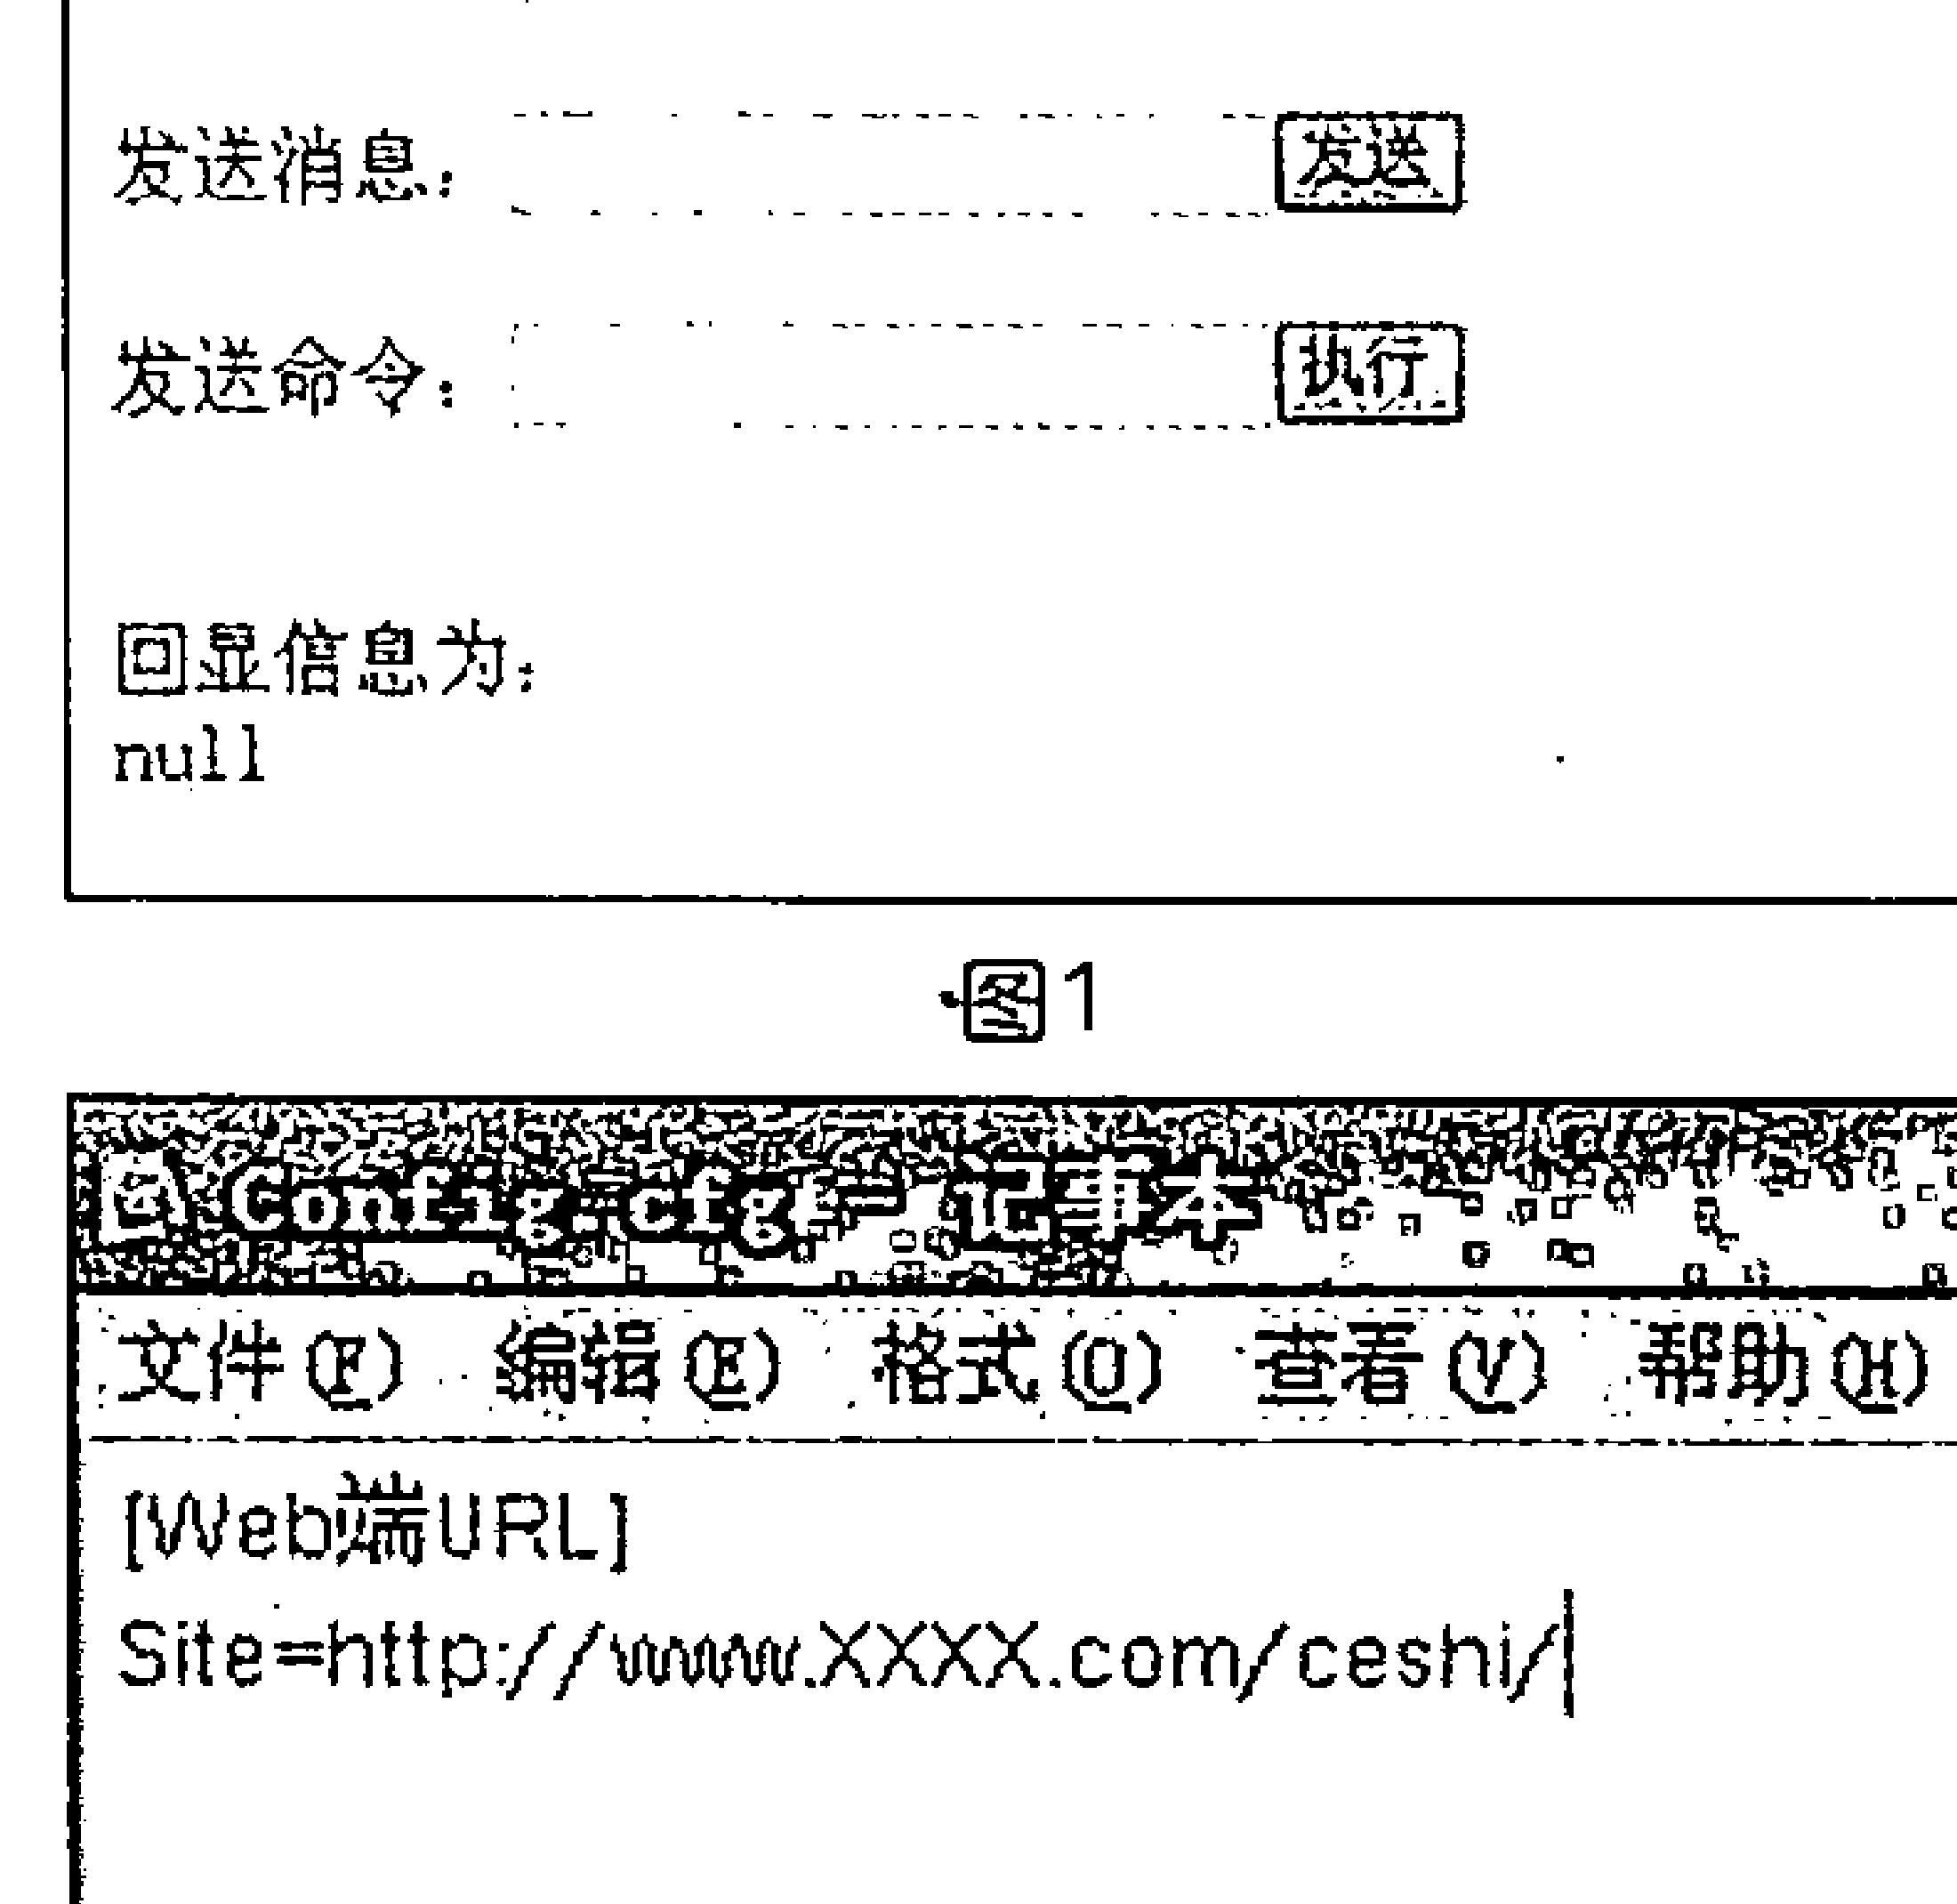 发送消息： 发送
发送命令： 执行
回显信息为：
null
图1
Config.cfg - 记事本
文件(F) 编辑(E) 格式(O) 查看(V) 帮助(H)
[Web端URL]
Site=http://www.XXXX.com/ceshi/